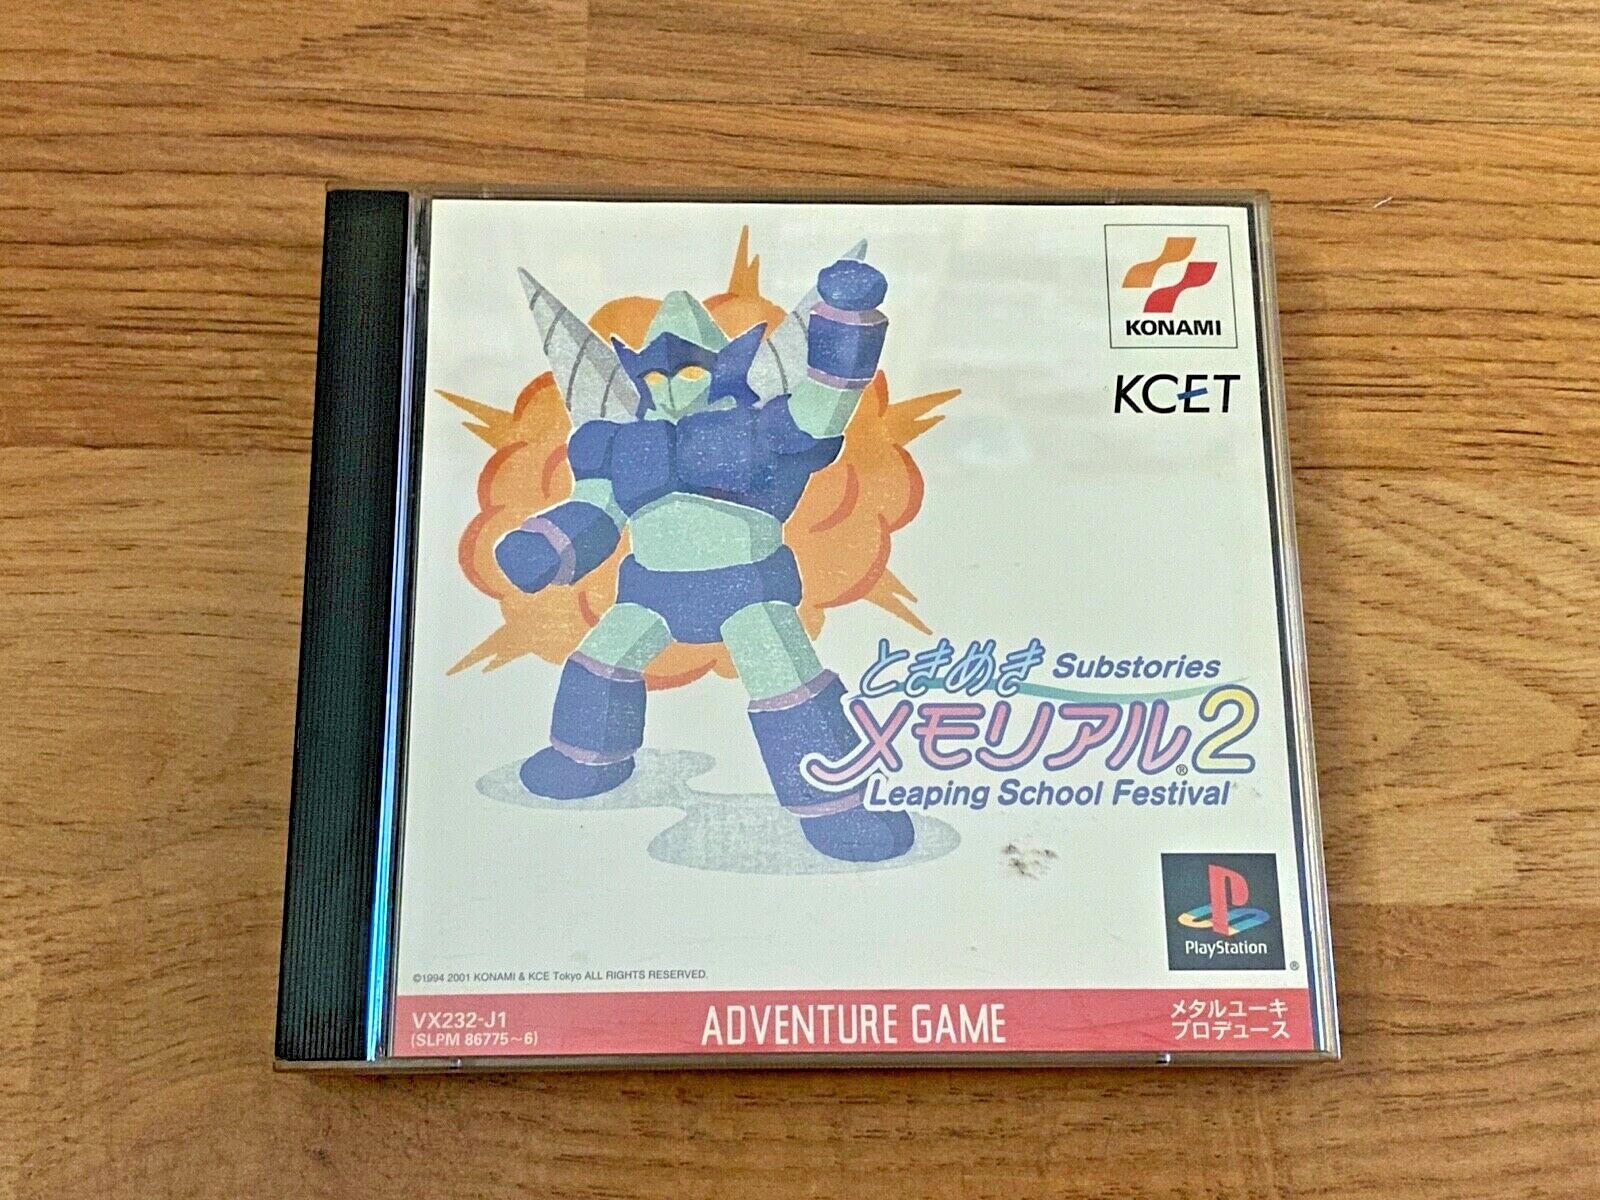 KONAMI
KCET
ときめき Substories
メモリアル®2
Leaping School Festival
PlayStation
®
©1994 2001 KONAMI & KCE Tokyo ALL RIGHTS RESERVED.
VX232-J1
(SLPM 86775~6)
ADVENTURE GAME
メタルユーキ
プロデュース